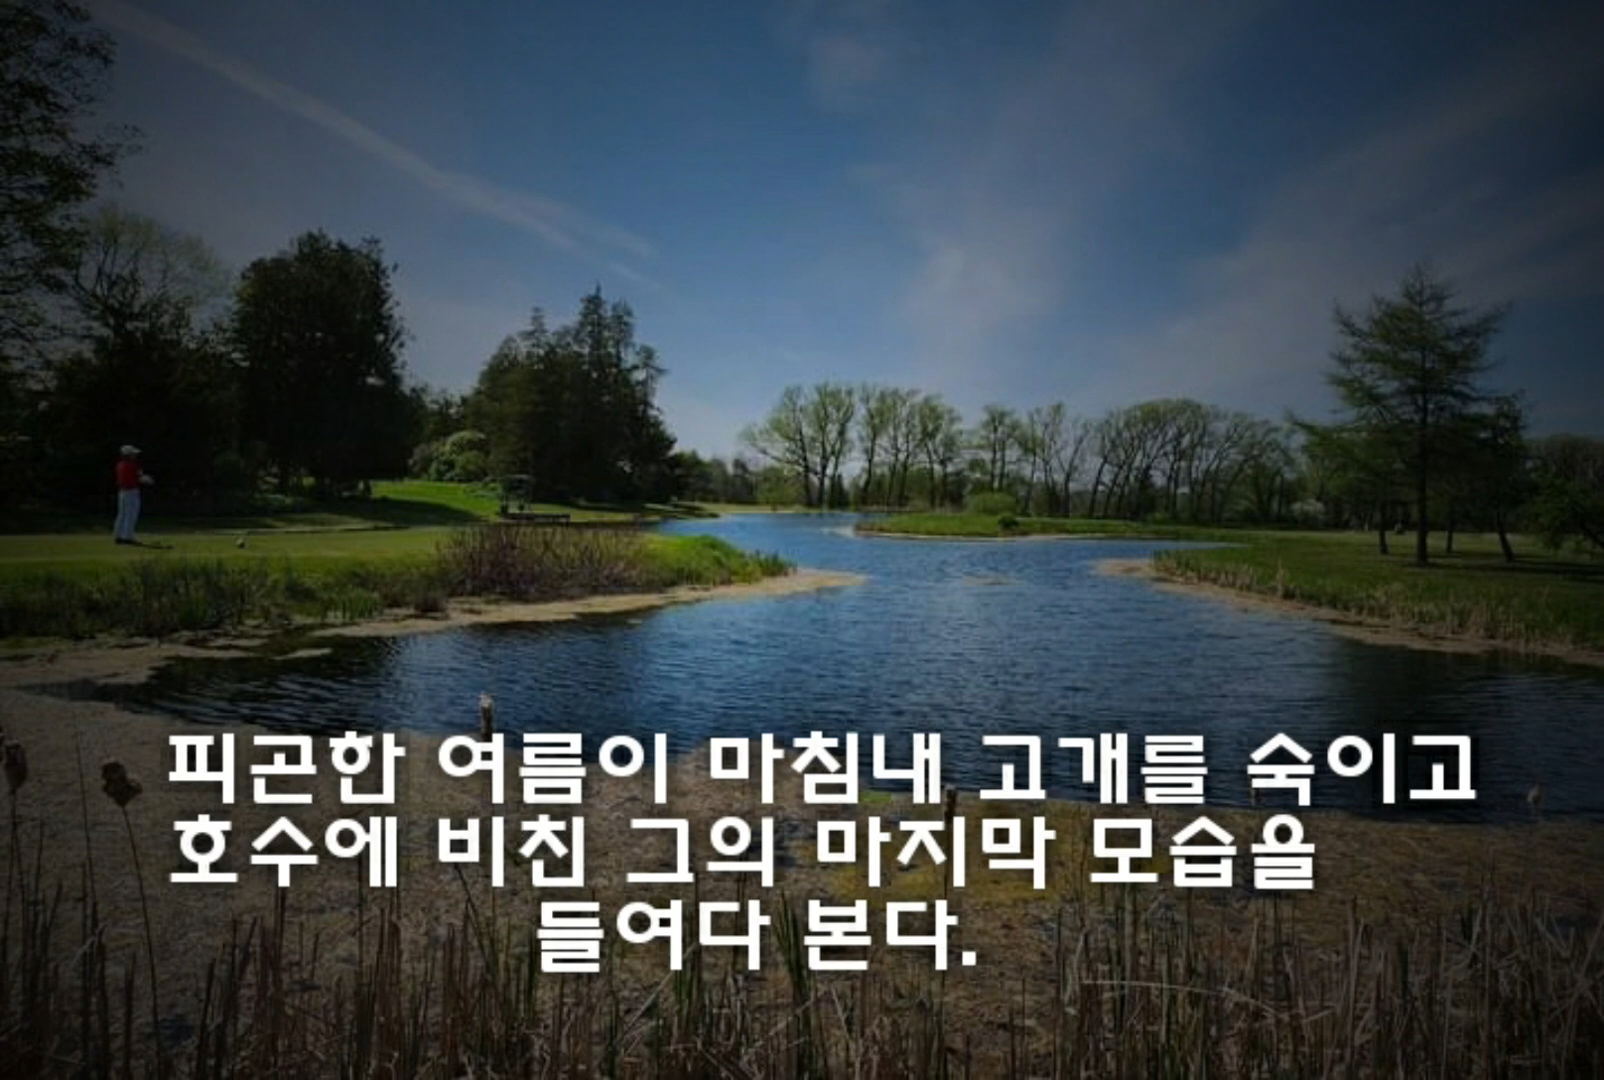 피곤한 여름이 마침내 고개를 숙이고
호수에 비친 그의 마지막 모습을
들여다 본다.